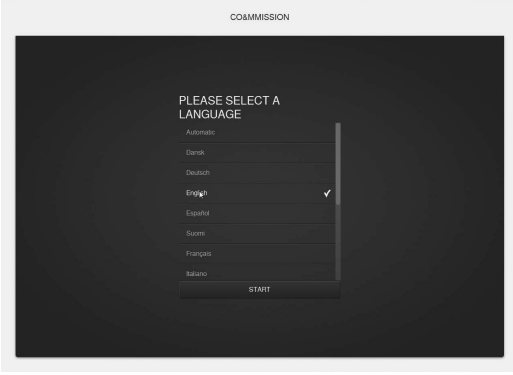 CO&MMISSION
PLEASE SELECT A
LANGUAGE
Automatic
Dansk
Deutsch
English
Español
Suomi
Français
Italiano
START